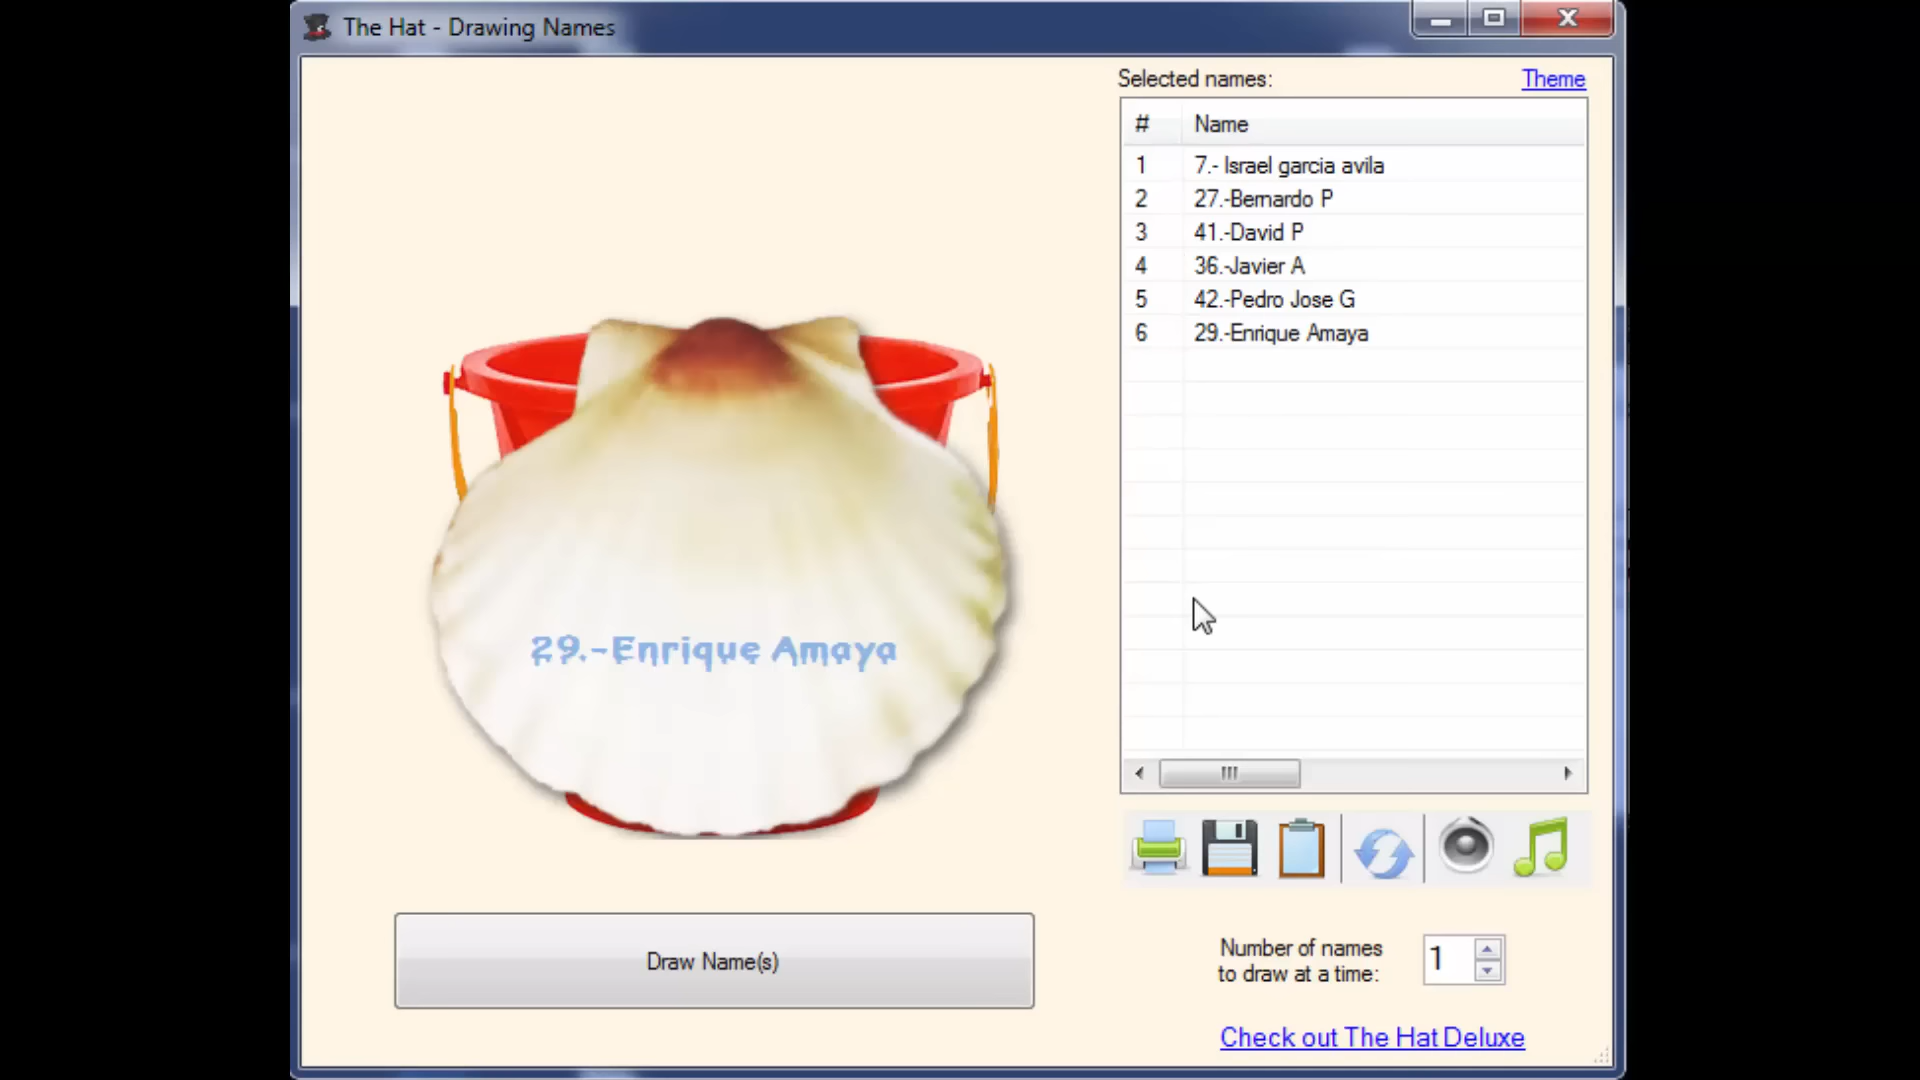 The Hat - Drawing Names
Selected names:
Theme
# Name
1 7.- Israel garcia avila
2 27.-Bernardo P
3 41.-David P
4 36.-Javier A
5 42.-Pedro Jose G
6 29.-Enrique Amaya
29.-Enrique Amaya
Draw Name(s)
Number of names
to draw at a time:
1
Check out The Hat Deluxe